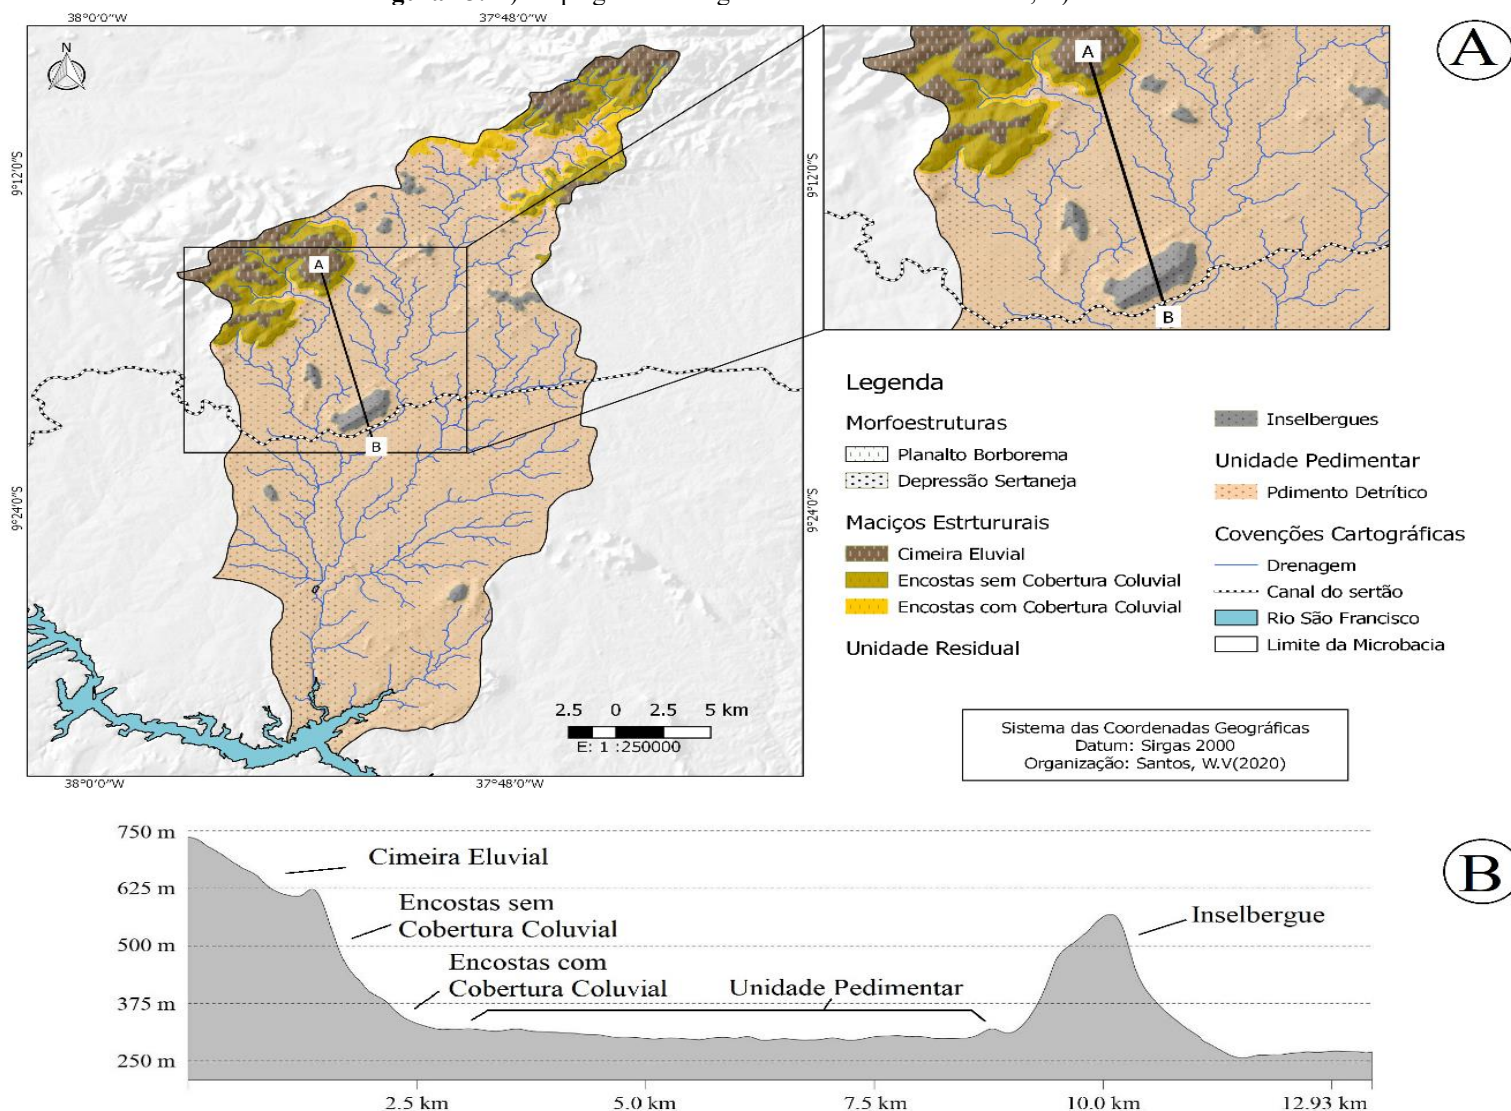 38°0'0"W
37°48'0"W
N
9°12'0"S
9°24'0"S
A
B
2.5 0 2.5 5 km
E: 1 :250000
38°0'0"W
37°48'0"W
9°12'0"S
9°24'0"S
A
B
A
Legenda
Morfoestruturas
Planalto Borborema
Depressão Sertaneja
Maciços Estrtururais
Cimeira Eluvial
Encostas sem Cobertura Coluvial
Encostas com Cobertura Coluvial
Unidade Residual
Inselbergues
Unidade Pedimentar
Pdimento Detrítico
Covenções Cartográficas
Drenagem
Canal do sertão
Rio São Francisco
Limite da Microbacia
Sistema das Coordenadas Geográficas
Datum: Sirgas 2000
Organização: Santos, W.V(2020)
B
750 m
625 m
500 m
375 m
250 m
Cimeira Eluvial
Encostas sem
Cobertura Coluvial
Encostas com
Cobertura Coluvial
Unidade Pedimentar
Inselbergue
2.5 km
5.0 km
7.5 km
10.0 km
12.93 km